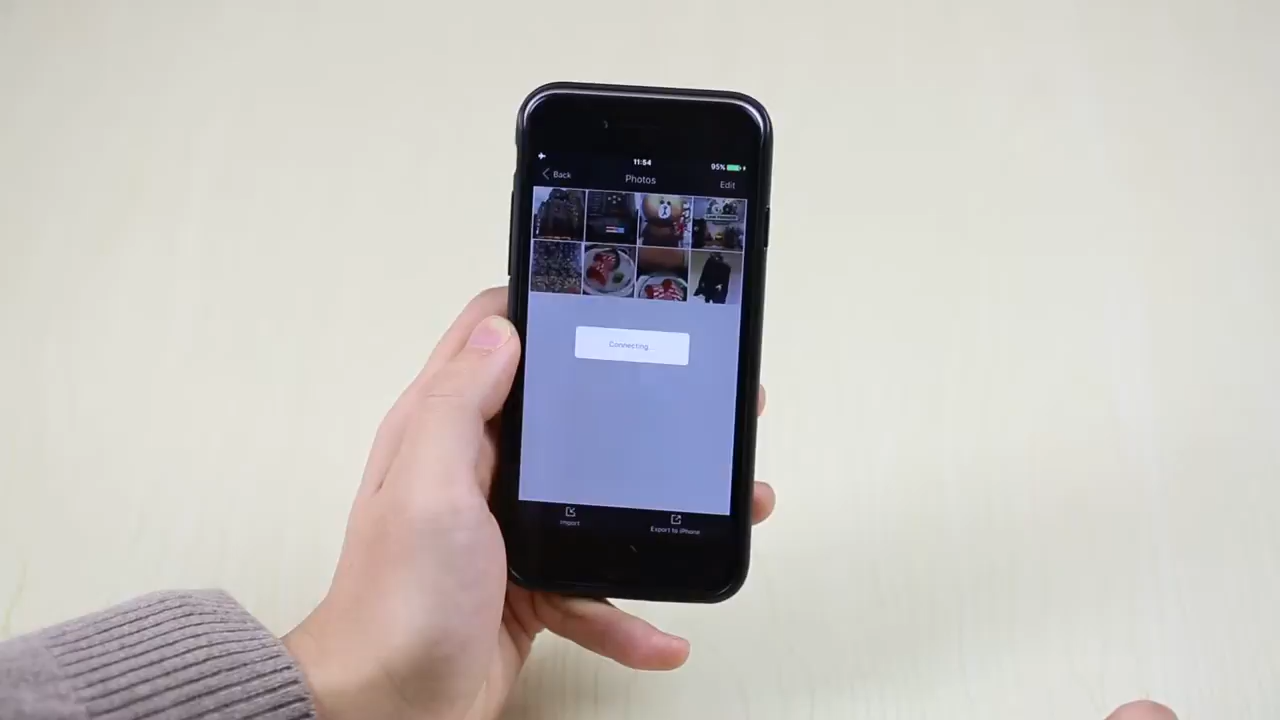 11:54
95%
Back
Photos
Edit
Connecting...
Import
Export to iPhone